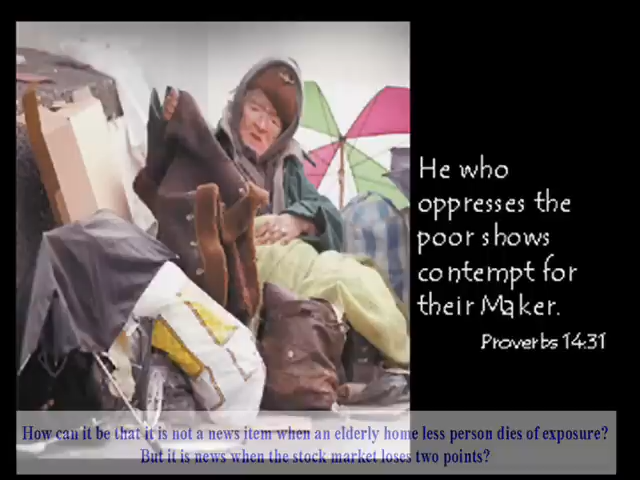 He who
oppresses the
poor shows
contempt for
their Maker.
Proverbs 14:31
How can it be that it is not a news item when an elderly home less person dies of exposure?
But it is news when the stock market loses two points?